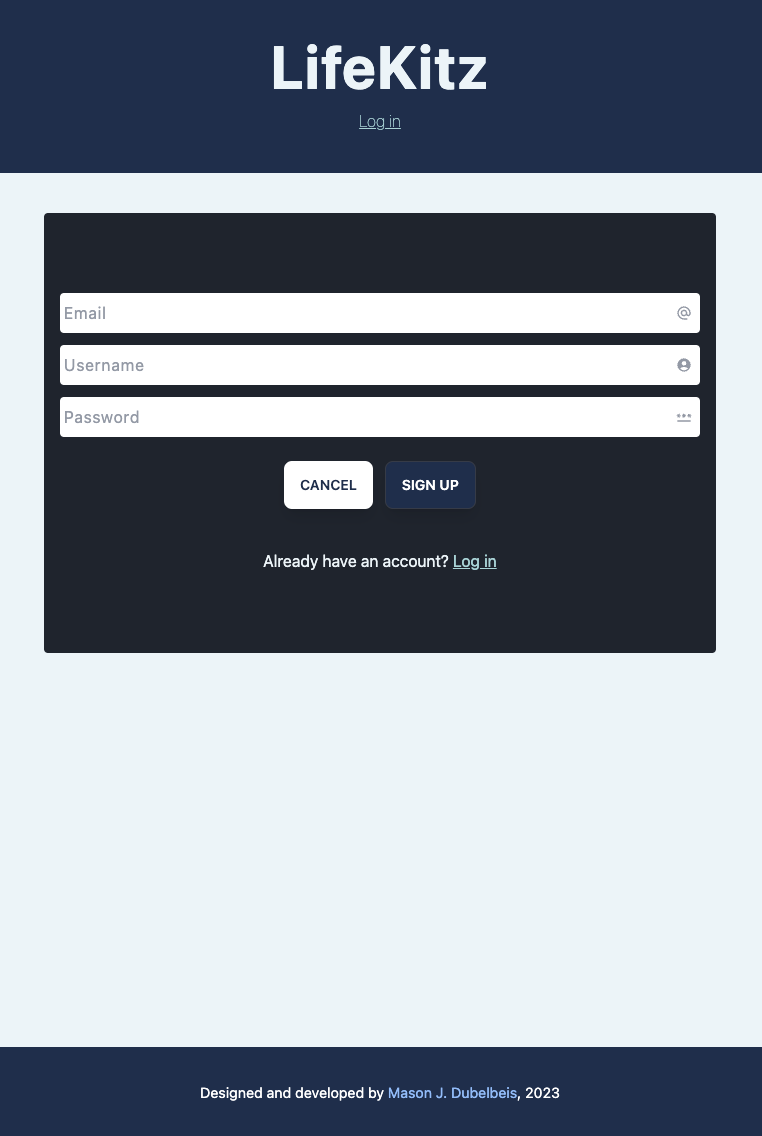 LifeKitz
Log in
Email
Username
Password
CANCEL SIGN UP
Already have an account? Log in
Designed and developed by Mason J. Dubelbeis, 2023